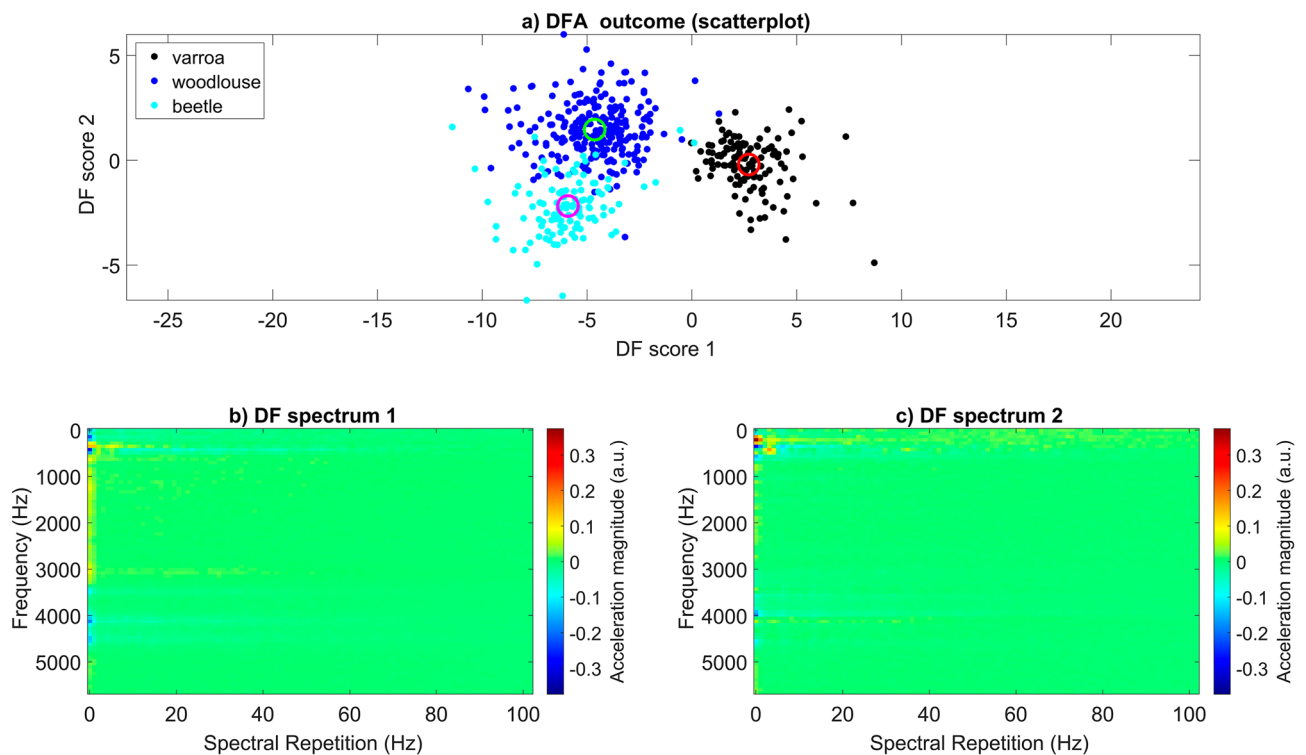 a) DFA  outcome (scatterplot)
varroa
woodlouse
beetle
DF score 2
5
0
-5
-25 -20 -15 -10 -5 0 5 10 15 20
DF score 1
b) DF spectrum 1
Frequency (Hz)
0
1000
2000
3000
4000
5000
0 20 40 60 80 100
Spectral Repetition (Hz)
0.3
0.2
0.1
0
-0.1
-0.2
-0.3
Acceleration magnitude (a.u.)
c) DF spectrum 2
Frequency (Hz)
0
1000
2000
3000
4000
5000
0 20 40 60 80 100
Spectral Repetition (Hz)
0.3
0.2
0.1
0
-0.1
-0.2
-0.3
Acceleration magnitude (a.u.)